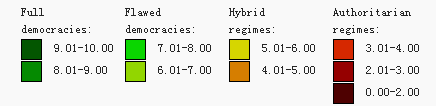 Full democracies:
9.01-10.00
8.01-9.00
Flawed democracies:
7.01-8.00
6.01-7.00
Hybrid regimes:
5.01-6.00
4.01-5.00
Authoritarian regimes:
3.01-4.00
2.01-3.00
0.00-2.00